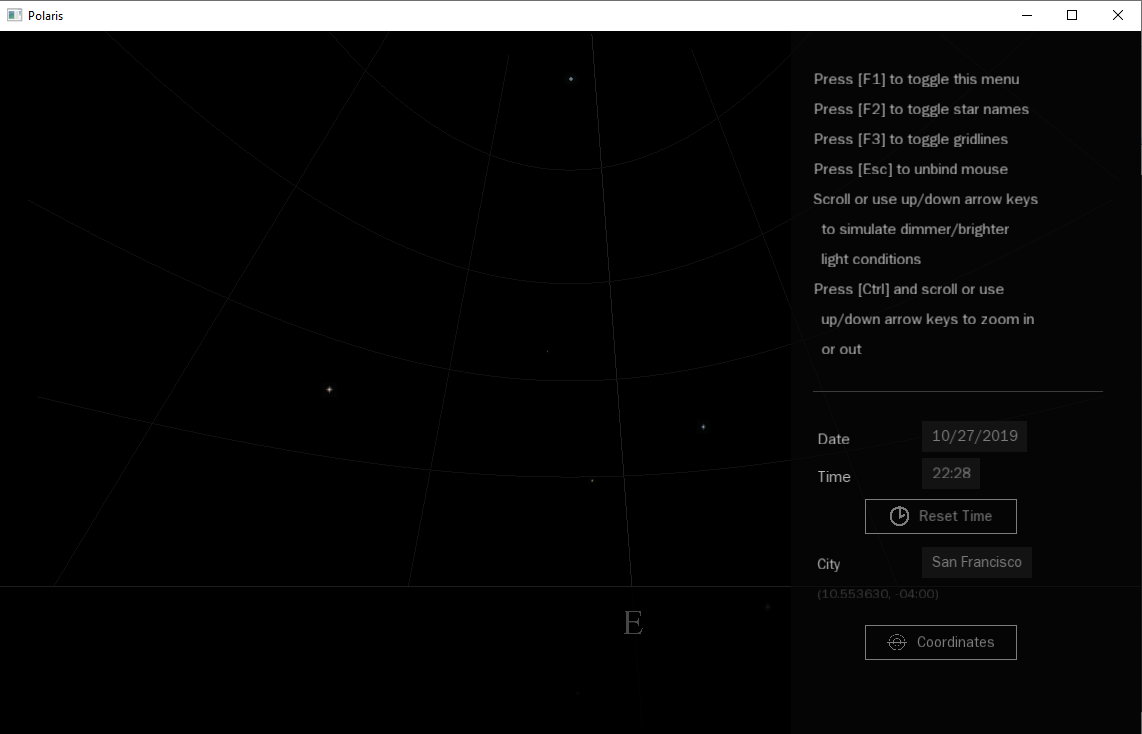 Polaris
Press [F1] to toggle this menu
Press [F2] to toggle star names
Press [F3] to toggle gridlines
Press [Esc] to unbind mouse
Scroll or use up/down arrow keys
to simulate dimmer/brighter
light conditions
Press [Ctrl] and scroll or use
up/down arrow keys to zoom in
or out
Date 10/27/2019
Time 22:28
Reset Time
City San Francisco
(10.553630, -04:00)
E
Coordinates